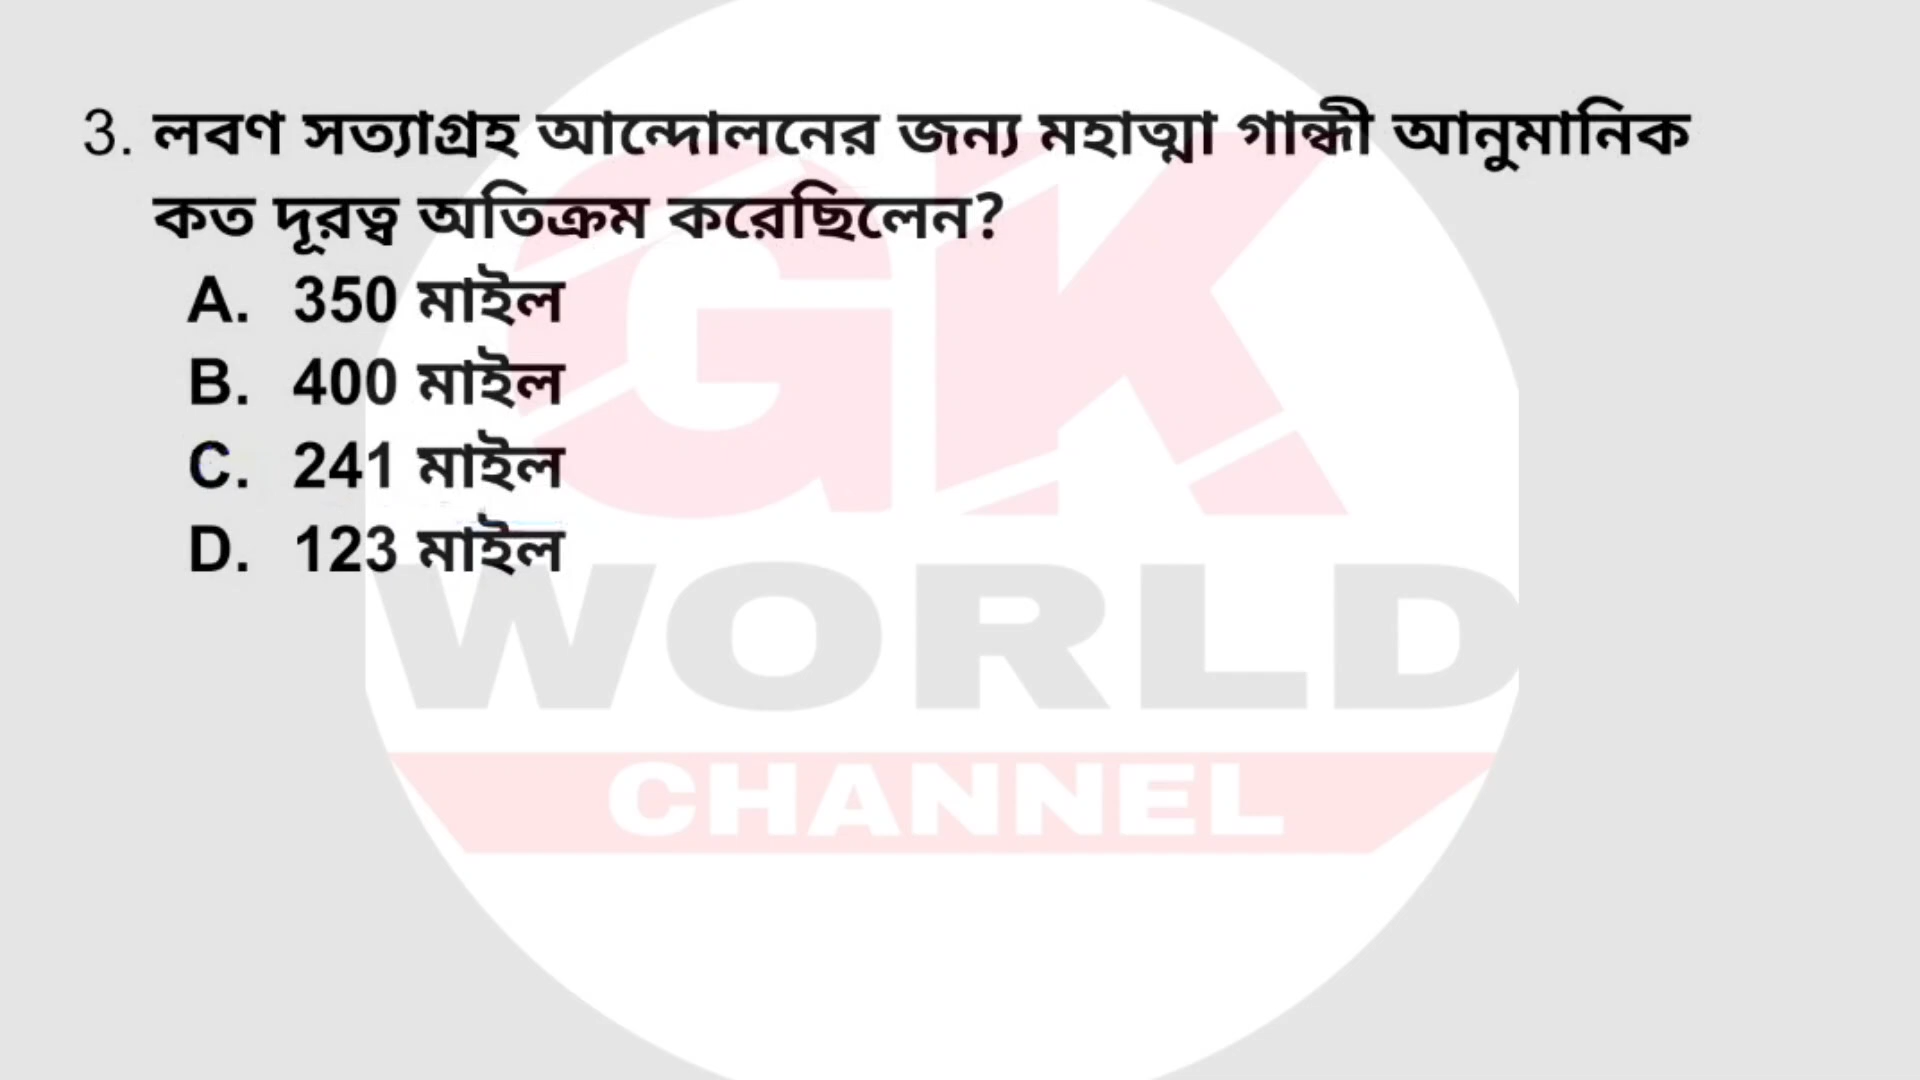 3. লবণ সত্যাগ্রহ আন্দোলনের জন্য মহাত্মা গান্ধী আনুমানিক
কত দূরত্ব অতিক্রম করেছিলেন?
A. 350 মাইল
B. 400 মাইল
C. 241 মাইল
D. 123 মাইল
GK
WORLD
CHANNEL